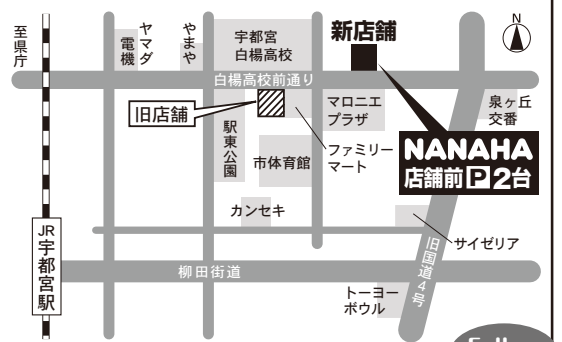 至県庁
ヤマダ
電機
やまや
宇都宮
白楊高校
新店舗
N
白楊高校前通り
旧店舗
マロニエ
プラザ
泉ヶ丘
交番
駅東公園
市体育館
ファミリー
マート
NANAHA
店舗前P2台
カンセキ
サイゼリア
JR宇都宮駅
柳田街道
旧国道4号
トーヨー
ボウル